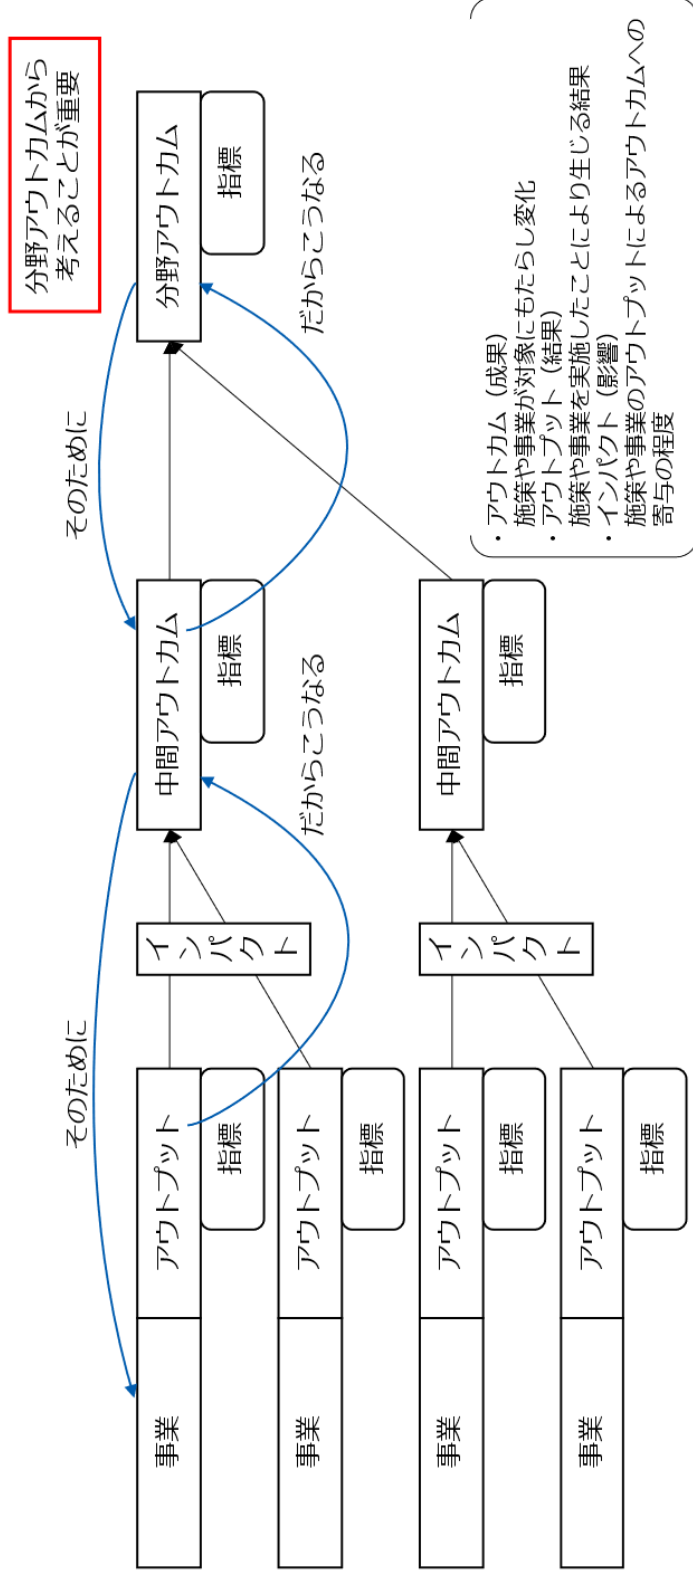 分野アウトカムから
考えることが重要
そのために
そのために
事業
アウトプット
指標
インパクト
中間アウトカム
指標
分野アウトカム
指標
だからこうなる
だからこうなる
事業
アウトプット
指標
事業
アウトプット
指標
インパクト
中間アウトカム
指標
事業
アウトプット
指標
・アウトカム（成果）
施策や事業が対象にもたらし変化
・アウトプット（結果）
施策や事業を実施したことにより生じる結果
・インパクト（影響）
施策や事業のアウトプットによるアウトカムへの
寄与の程度